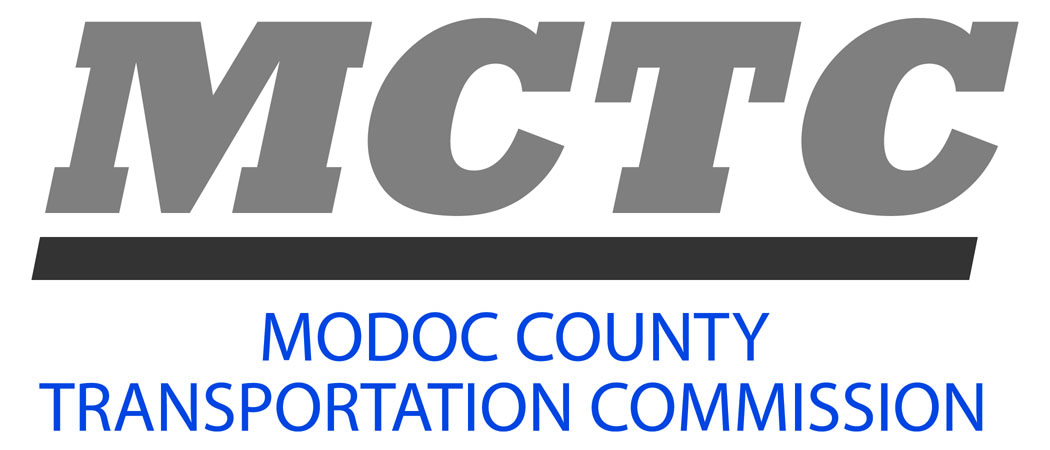 MCTC
MODOC COUNTY
TRANSPORTATION COMMISSION